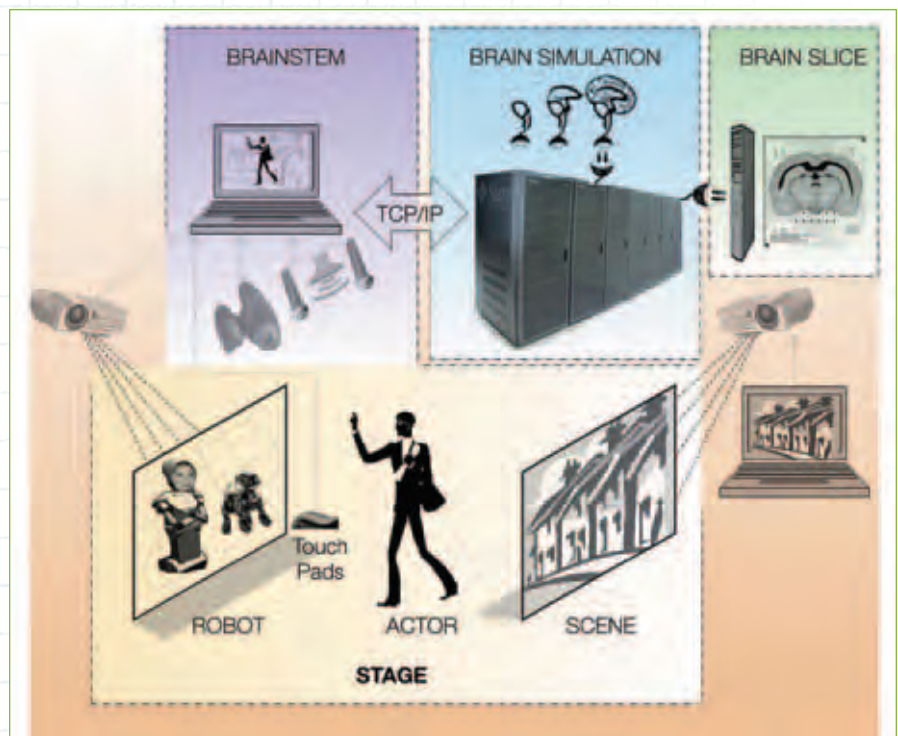 BRAINSTEM
BRAIN SIMULATION
BRAIN SLICE
TCP/IP
Touch
Pads
ROBOT
ACTOR
SCENE
STAGE